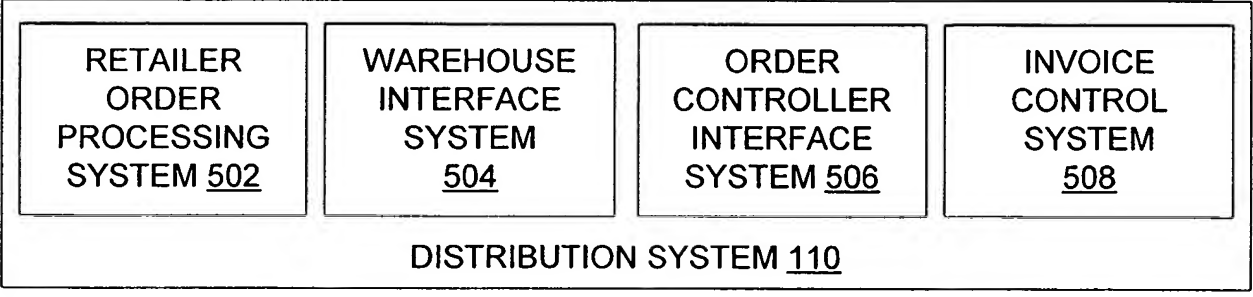 RETAILER
ORDER
PROCESSING
SYSTEM 502
WAREHOUSE
INTERFACE
SYSTEM
504
ORDER
CONTROLLER
INTERFACE
SYSTEM 506
INVOICE
CONTROL
SYSTEM
508
DISTRIBUTION SYSTEM 110